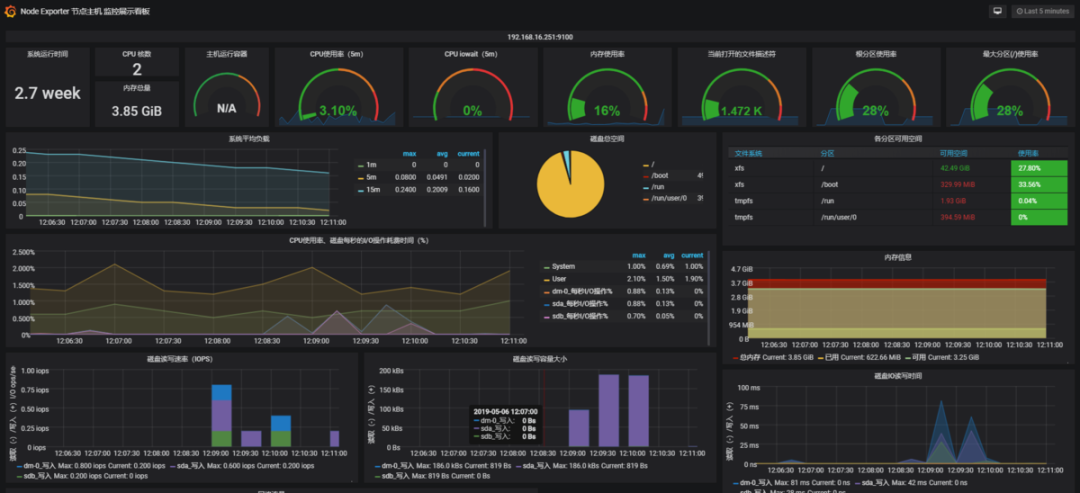 Node Exporter 节点主机 监控展示看板
Last 5 minutes
192.168.16.251:9100
系统运行时间
2.7 week
CPU 核数
2
内存总量
3.85 GiB
主机运行容器
N/A
CPU使用率（5m）
3.10%
CPU iowait（5m）
0%
内存使用率
16%
当前打开的文件描述符
1.472 K
根分区使用率
28%
最大分区(/)使用率
28%
系统平均负载
0.25
0.20
0.15
0.10
0.05
0
12:06:30 12:07:00 12:07:30 12:08:00 12:08:30 12:09:00 12:09:30 12:10:00 12:10:30 12:11:00
max avg current
1m 0 0 0
5m 0.0800 0.0491 0.0200
15m 0.2400 0.2009 0.1600
磁盘总空间
/
/boot 4
/run
/run/user/0 3
各分区可用空间
文件系统 分区 可用空间 使用率
xfs / 42.49 GiB 27.80%
xfs /boot 329.99 MiB 33.56%
tmpfs /run 1.93 GiB 0.04%
tmpfs /run/user/0 394.59 MiB 0%
CPU使用率、磁盘每秒的I/O操作耗费时间（%）
2.500%
2.000%
1.500%
1.000%
0.500%
0%
12:06:30 12:07:00 12:07:30 12:08:00 12:08:30 12:09:00 12:09:30 12:10:00 12:10:30 12:11:00
max avg current
System 1.00% 0.69% 1.00%
User 2.10% 1.50% 1.90%
dm-0_每秒I/O操作% 0.88% 0.13% 0%
sda_每秒I/O操作% 0.88% 0.13% 0%
sdb_每秒I/O操作% 0.70% 0.05% 0%
内存信息
4.7 GiB
3.7 GiB
2.8 GiB
1.9 GiB
954 MiB
0 B
12:06:30 12:07:00 12:07:30 12:08:00 12:08:30 12:09:00 12:09:30 12:10:00 12:10:30 12:11:00
总内存 Current: 3.85 GiB 已用 Current: 622.66 MiB 可用 Current: 3.25 GiB
磁盘读写速率（IOPS）
读取（-）/写入（+）I/O ops/se
1.00 iops
0.75 iops
0.50 iops
0.25 iops
0 iops
12:06:30 12:07:00 12:07:30 12:08:00 12:08:30 12:09:00 12:09:30 12:10:00 12:10:30 12:11:00
dm-0_写入 Max: 0.800 iops Current: 0.200 iops sda_写入 Max: 0.600 iops Current: 0.200 iops
sdb_写入 Max: 0.200 iops Current: 0 iops
磁盘读写容量大小
读取（-）/写入（+）
200 kBs
150 kBs
100 kBs
50 kBs
0 Bs
2019-05-06 12:07:00
dm-0_写入: 0 Bs
sda_写入: 0 Bs
sdb_写入: 0 Bs
12:06:30 12:07:00 12:07:30 12:08:00 12:08:30 12:09:00 12:09:30 12:10:00 12:10:30 12:11:00
dm-0_写入 Max: 186.0 kBs Current: 819 Bs sda_写入 Max: 186.0 kBs Current: 819 Bs
sdb_写入 Max: 819 Bs Current: 0 Bs
磁盘IO读写时间
读取（-）/写入（+）
100 ms
75 ms
50 ms
25 ms
0 ns
12:06:30 12:07:00 12:07:30 12:08:00 12:08:30 12:09:00 12:09:30 12:10:00 12:10:30 12:11:00
dm-0_写入 Max: 81 ms Current: 0 ns sda_写入 Max: 42 ms Current: 0 ns